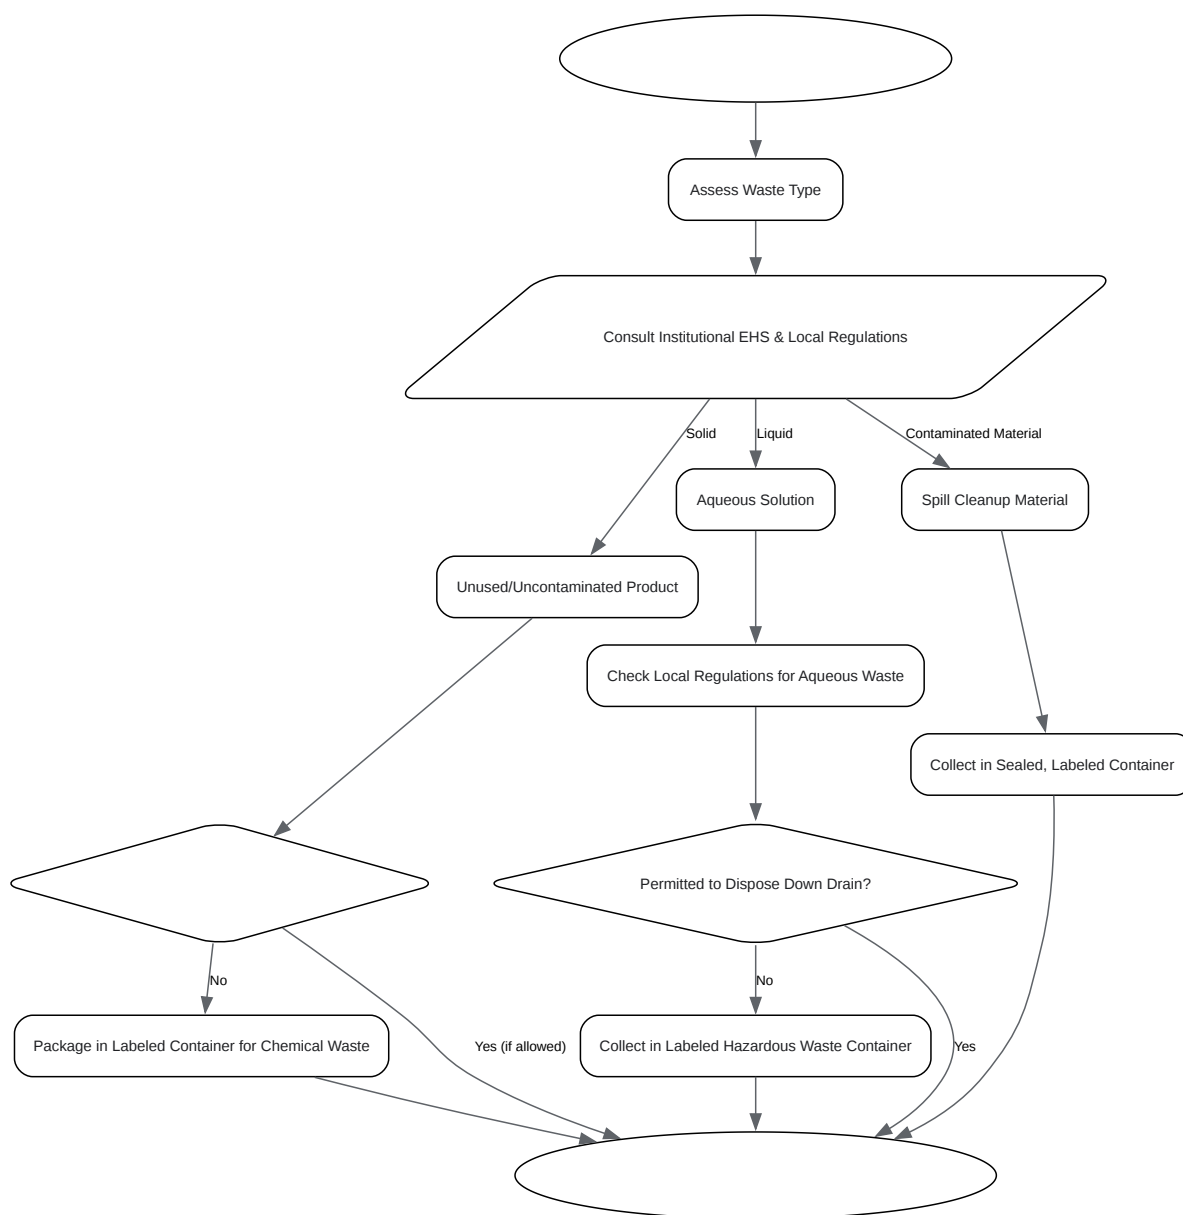 Assess Waste Type
Consult Institutional EHS & Local Regulations
Solid
Liquid
Contaminated Material
Aqueous Solution
Spill Cleanup Material
Unused/Uncontaminated Product
Check Local Regulations for Aqueous Waste
Collect in Sealed, Labeled Container
Permitted to Dispose Down Drain?
No
No
Package in Labeled Container for Chemical Waste
Yes (if allowed)
Collect in Labeled Hazardous Waste Container
Yes